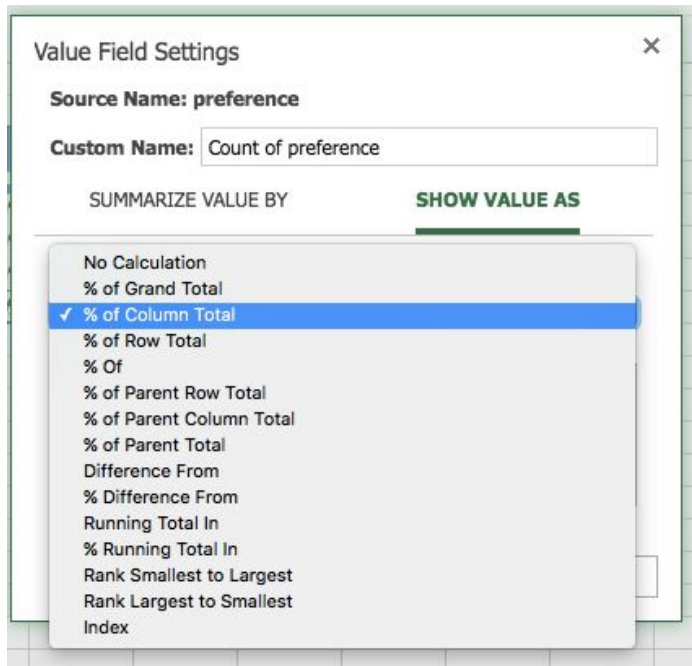 Value Field Settings
Source Name: preference
Custom Name: Count of preference
SUMMARIZE VALUE BY SHOW VALUE AS
No Calculation
% of Grand Total
✓ % of Column Total
% of Row Total
% Of
% of Parent Row Total
% of Parent Column Total
% of Parent Total
Difference From
% Difference From
Running Total In
% Running Total In
Rank Smallest to Largest
Rank Largest to Smallest
Index